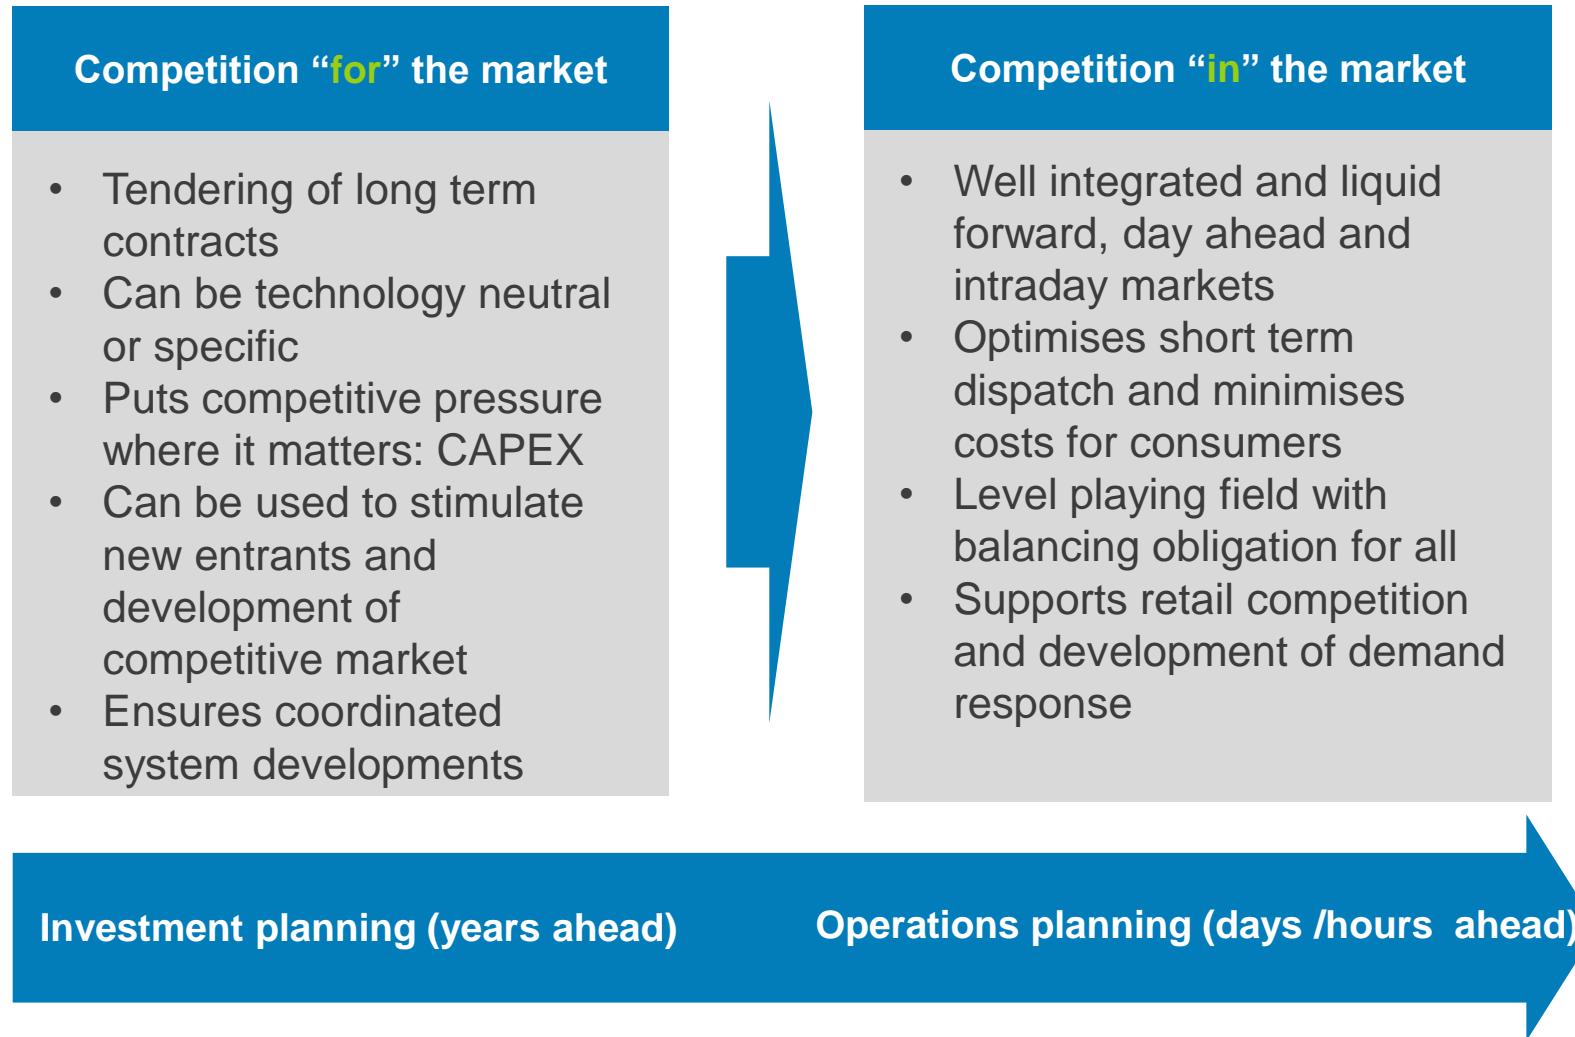 Competition “for” the market
• Tendering of long term
contracts
• Can be technology neutral
or specific
• Puts competitive pressure
where it matters: CAPEX
• Can be used to stimulate
new entrants and
development of
competitive market
• Ensures coordinated
system developments
Competition “in” the market
• Well integrated and liquid
forward, day ahead and
intraday markets
• Optimises short term
dispatch and minimises
costs for consumers
• Level playing field with
balancing obligation for all
• Supports retail competition
and development of demand
response
Investment planning (years ahead)
Operations planning (days /hours  ahead)